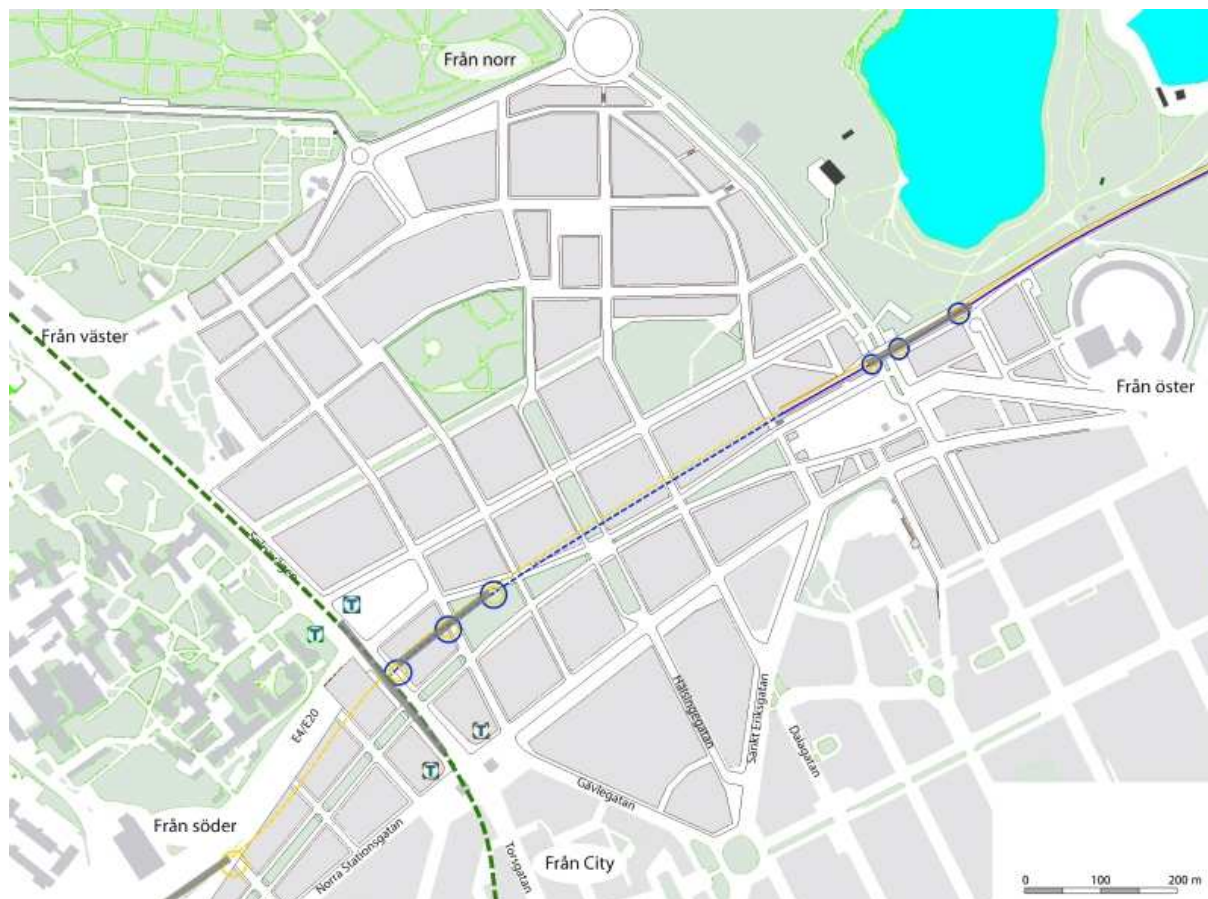 Från norr
Från väster
Från öster
T
T
E4/E20
Hälsingegatan
Sankt Eriksgatan
Dalagatan
T
T
Gävlegatan
Från söder
Norra Stationsgatan
Torsgatan
Från City
0 100 200 m